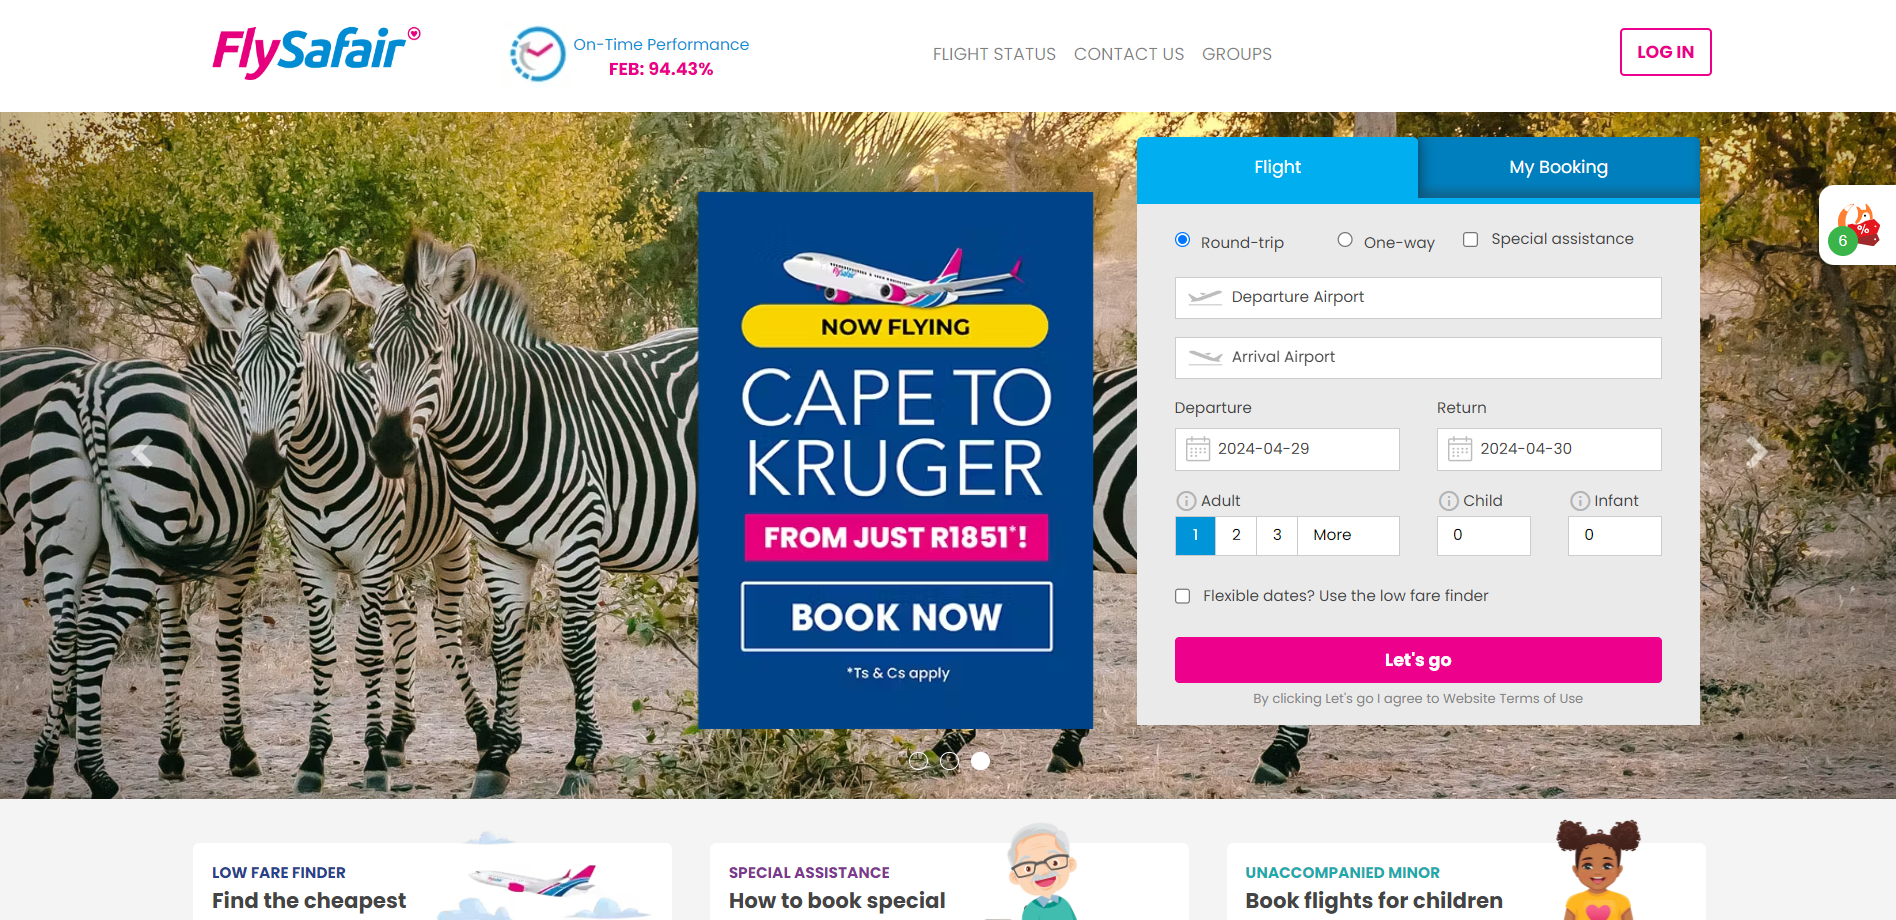 FlySafair
On-Time Performance
FEB: 94.43%
FLIGHT STATUS
CONTACT US
GROUPS
LOG IN
FlySafair
NOW FLYING
CAPE TO
KRUGER
FROM JUST R1851*!
BOOK NOW
*Ts & Cs apply
Flight
My Booking
Round-trip
One-way
Special assistance
Departure Airport
Arrival Airport
Departure
Return
2024-04-29
2024-04-30
Adult
Child
Infant
1
2
3
More
0
0
Flexible dates? Use the low fare finder
Let's go
By clicking Let's go I agree to Website Terms of Use
%
6
LOW FARE FINDER
Find the cheapest
SPECIAL ASSISTANCE
How to book special
UNACCOMPANIED MINOR
Book flights for children